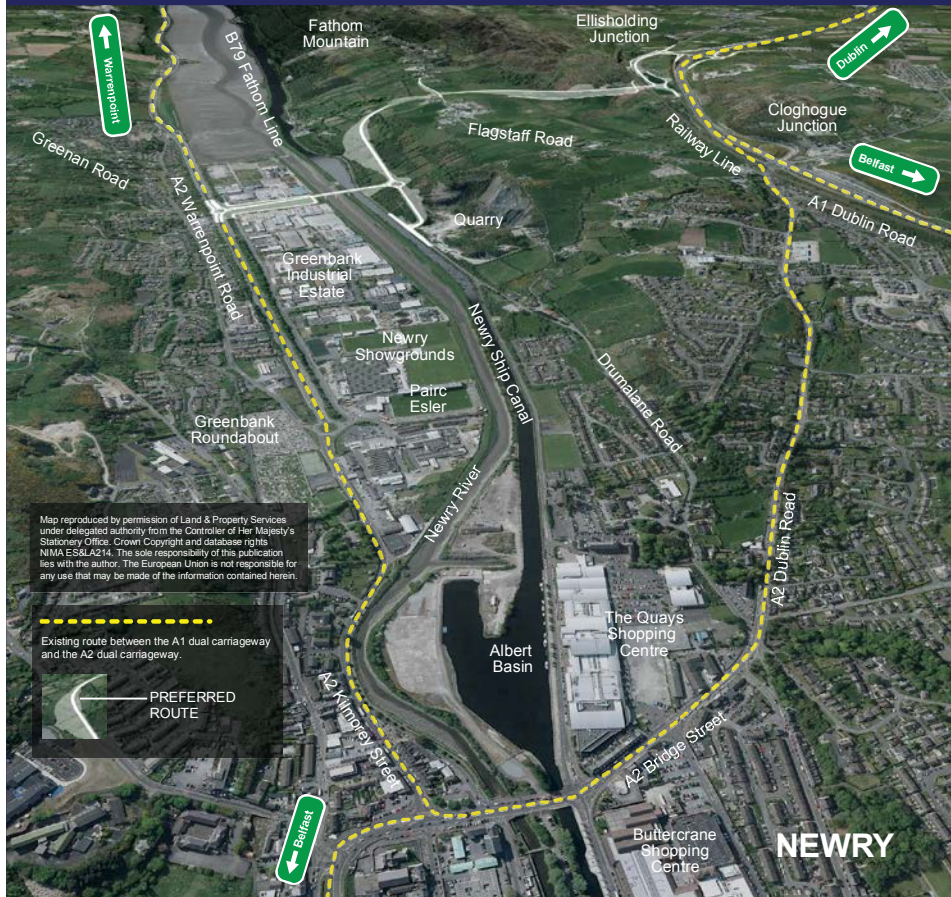 Fathom
Mountain
Ellisholding
Junction
Warrenpoint
B79 Fathom Line
Dublin
Cloghogue
Junction
Flagstaff Road
Railway Line
Greenan Road
Belfast
A2 Warrenpoint Road
A1 Dublin Road
Quarry
Greenbank
Industrial
Estate
Newry
Showgrounds
Newry Ship Canal
Pairc
Esler
Drumalane Road
Greenbank
Roundabout
Newry River
Map reproduced by permission of Land & Property Services
under delegated authority from the Controller of Her Majesty's
Stationery Office. Crown Copyright and database rights
NIMA ES&LA214. The sole responsibility of this publication
lies with the author. The European Union is not responsible for
any use that may be made of the information contained herein.
A2 Dublin Road
Existing route between the A1 dual carriageway
and the A2 dual carriageway.
The Quays
Shopping
Centre
Albert
Basin
PREFERRED
ROUTE
A2 Kilmorey Street
A2 Bridge Street
Belfast
Buttercrane
Shopping
Centre
NEWRY